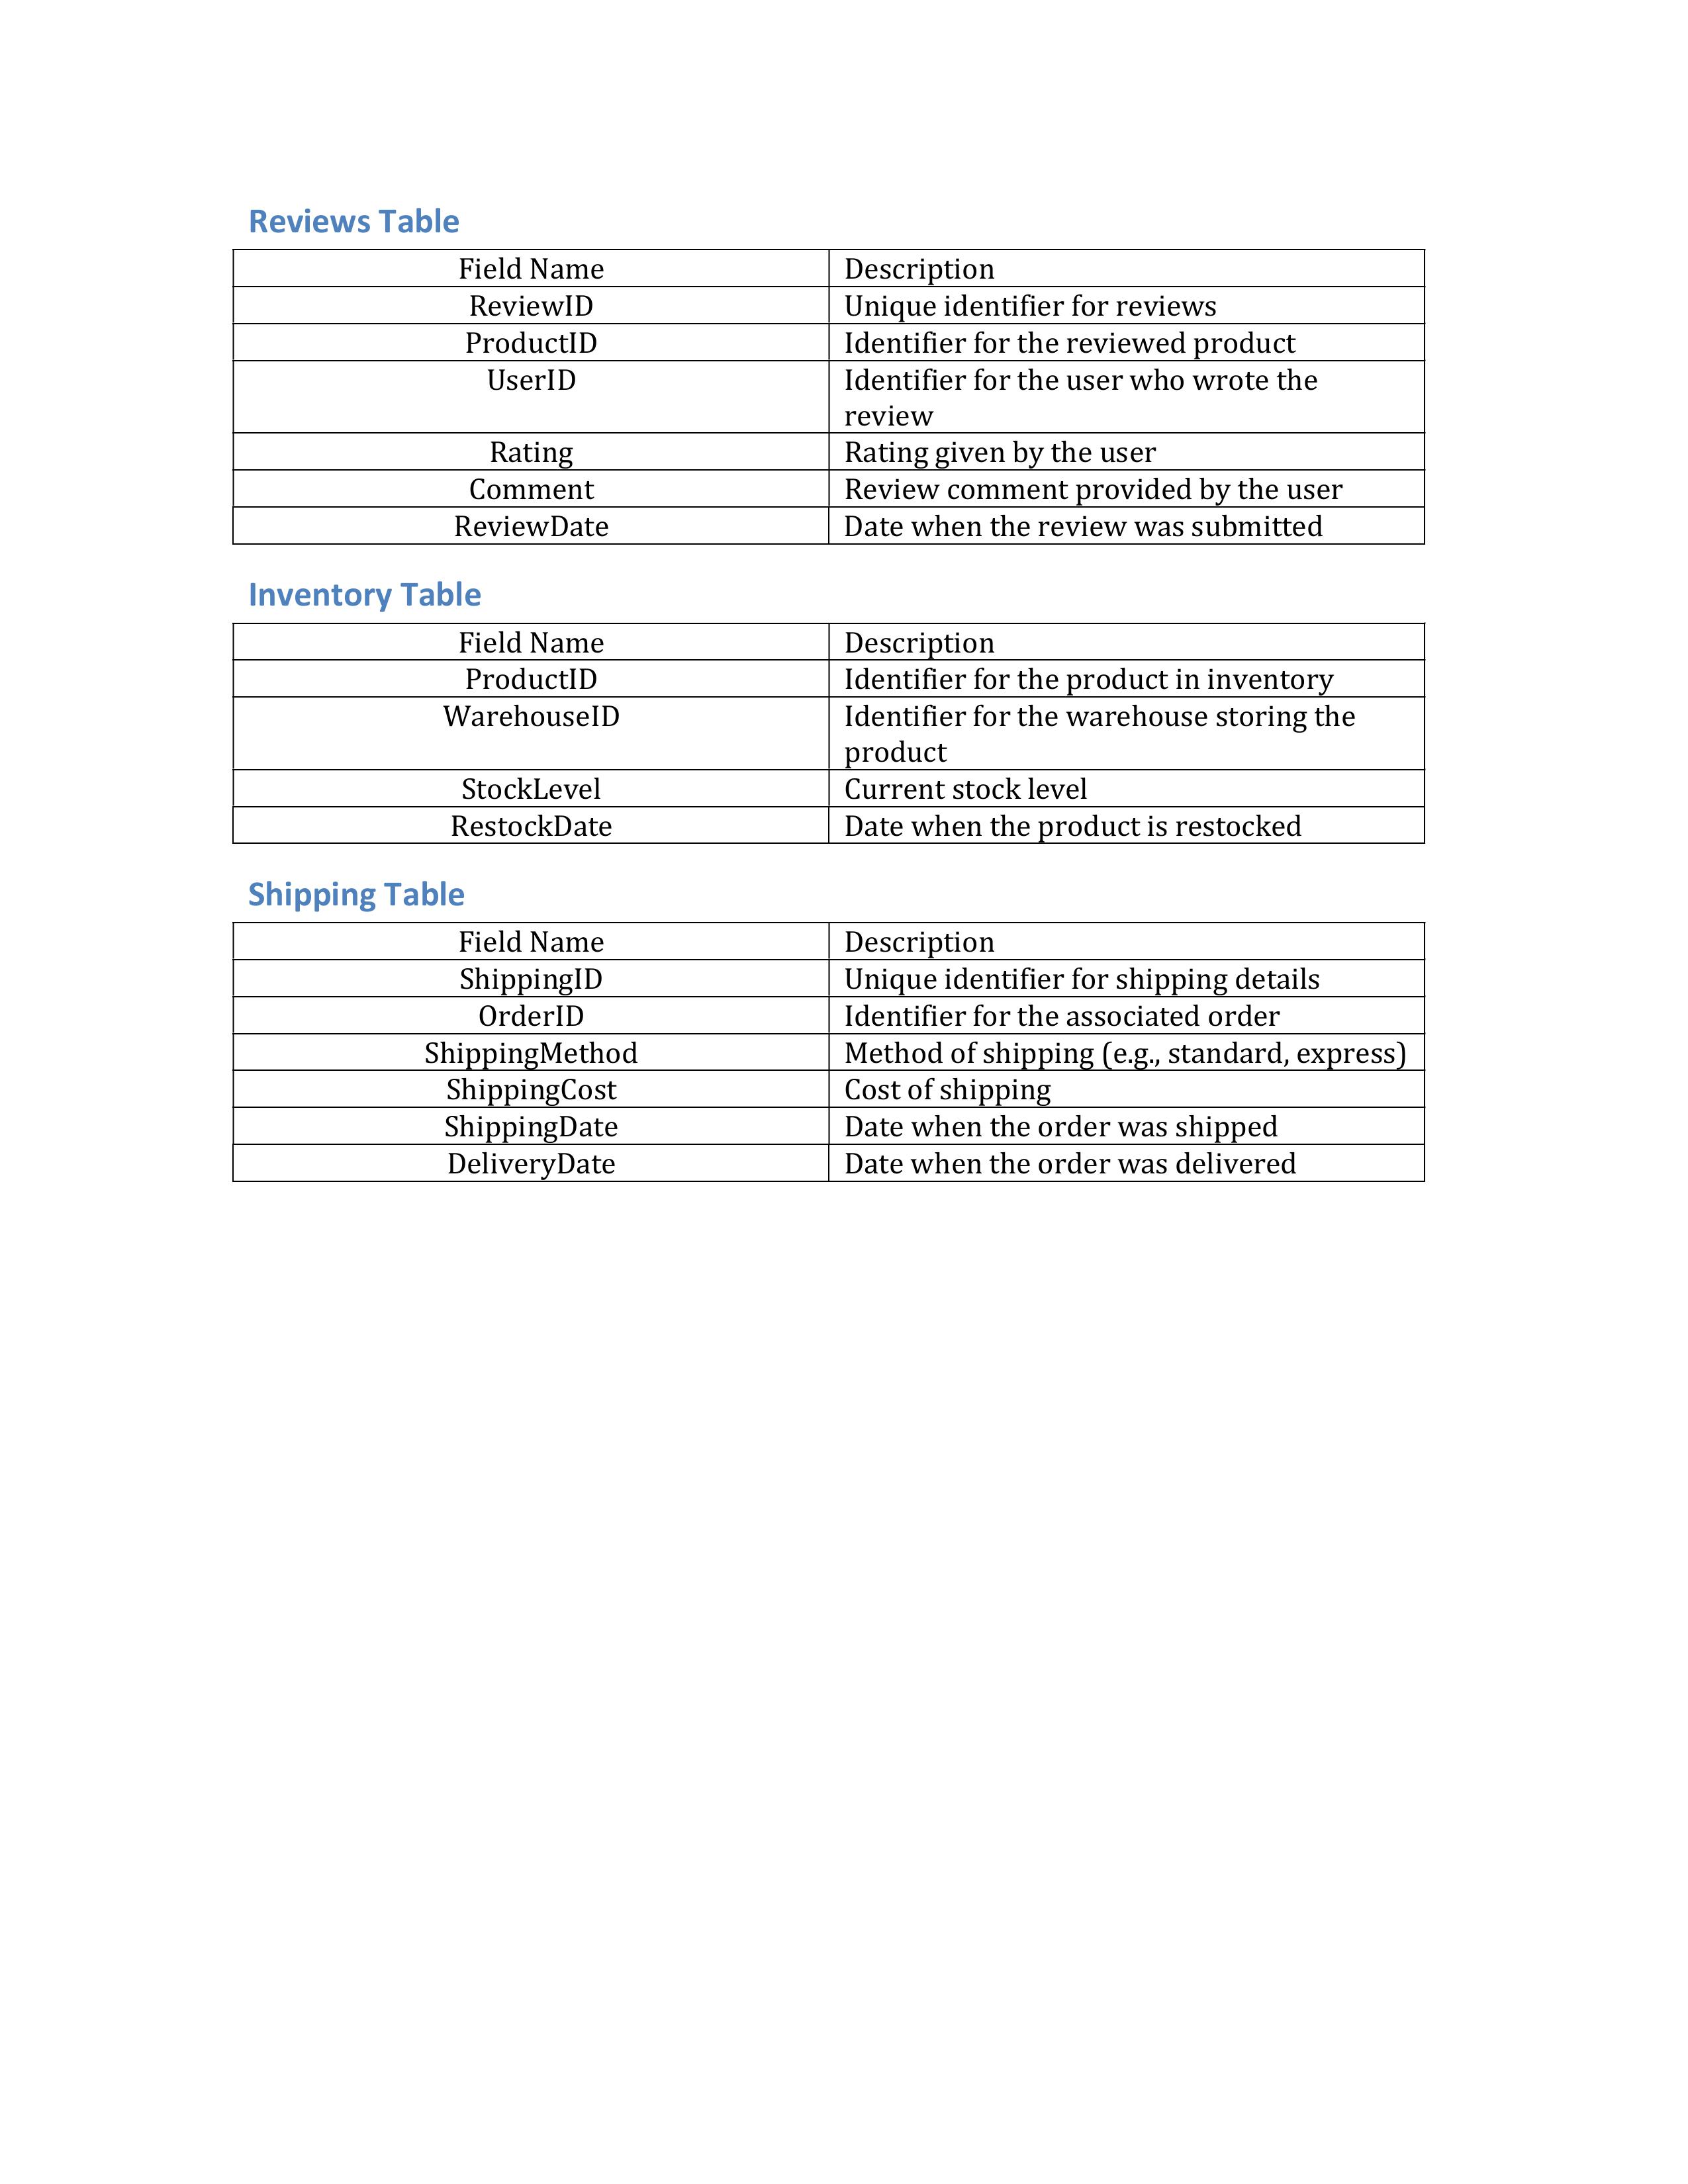 Reviews Table
Field Name Description
ReviewID Unique identifier for reviews
ProductID Identifier for the reviewed product
UserID Identifier for the user who wrote the
review
Rating Rating given by the user
Comment Review comment provided by the user
ReviewDate Date when the review was submitted
Inventory Table
Field Name Description
ProductID Identifier for the product in inventory
WarehouseID Identifier for the warehouse storing the
product
StockLevel Current stock level
RestockDate Date when the product is restocked
Shipping Table
Field Name Description
ShippingID Unique identifier for shipping details
OrderID Identifier for the associated order
ShippingMethod Method of shipping (e.g., standard, express)
ShippingCost Cost of shipping
ShippingDate Date when the order was shipped
DeliveryDate Date when the order was delivered